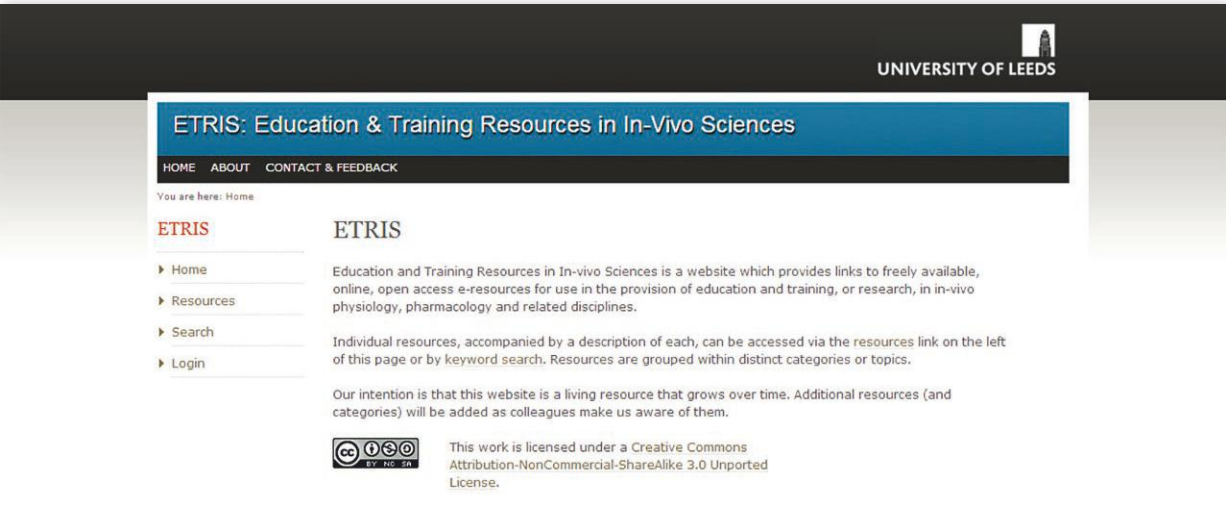 UNIVERSITY OF LEEDS
ETRIS: Education & Training Resources in In-Vivo Sciences
HOME ABOUT CONTACT & FEEDBACK
You are here: Home
ETRIS
Home
Resources
Search
Login
ETRIS
Education and Training Resources in In-vivo Sciences is a website which provides links to freely available,
online, open access e-resources for use in the provision of education and training, or research, in in-vivo
physiology, pharmacology and related disciplines.
Individual resources, accompanied by a description of each, can be accessed via the resources link on the left
of this page or by keyword search. Resources are grouped within distinct categories or topics.
Our intention is that this website is a living resource that grows over time. Additional resources (and
categories) will be added as colleagues make us aware of them.
cc
BY NC SA
This work is licensed under a Creative Commons
Attribution-NonCommercial-ShareAlike 3.0 Unported
License.